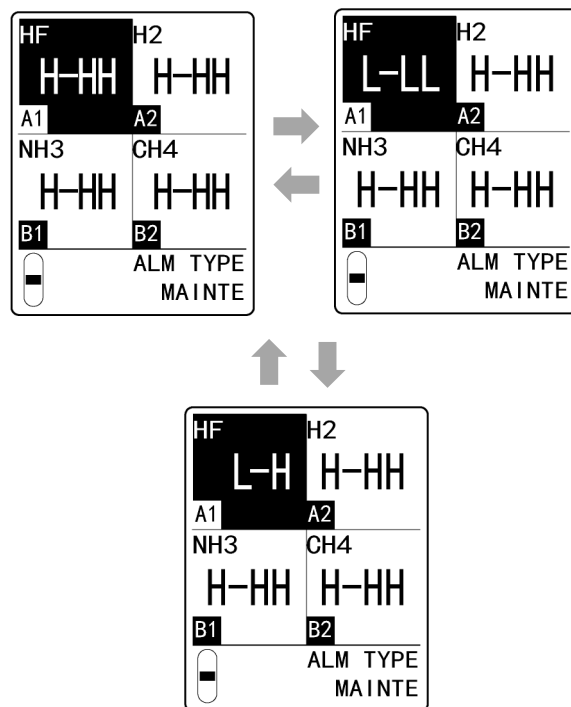 HF H2
H-HH H-HH
A1 A2
NH3 CH4
H-HH H-HH
B1 B2
ALM TYPE
MAINTE
HF H2
L-LL H-HH
A1 A2
NH3 CH4
H-HH H-HH
B1 B2
ALM TYPE
MAINTE
HF H2
L-H H-HH
A1 A2
NH3 CH4
H-HH H-HH
B1 B2
ALM TYPE
MAINTE